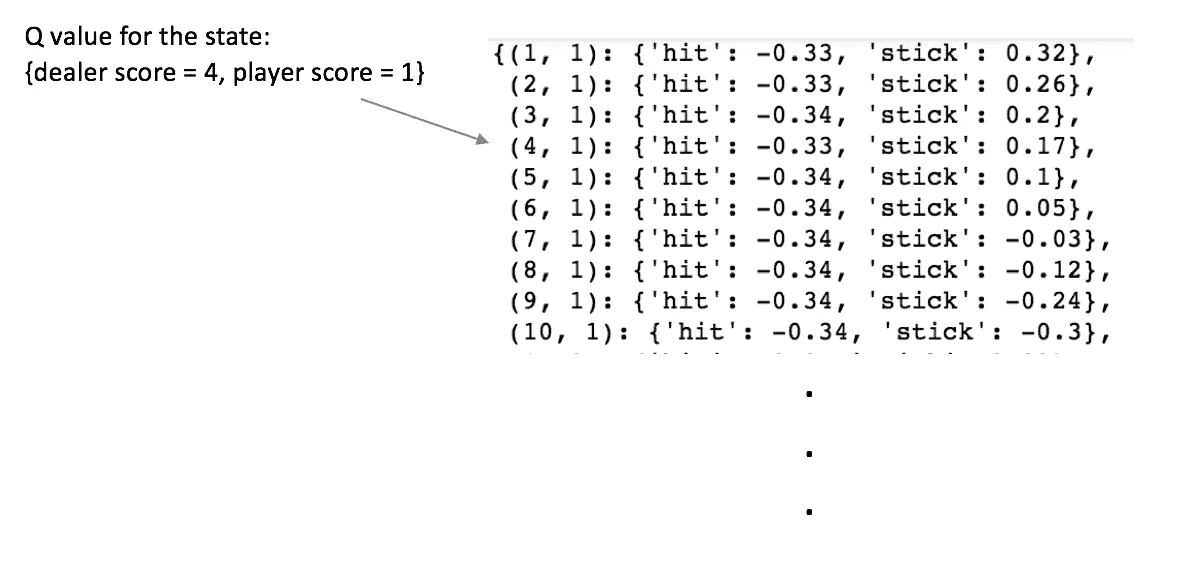 Q value for the state:
{dealer score = 4, player score = 1}
{(1, 1): {'hit': -0.33, 'stick': 0.32},
(2, 1): {'hit': -0.33, 'stick': 0.26},
(3, 1): {'hit': -0.34, 'stick': 0.2},
(4, 1): {'hit': -0.33, 'stick': 0.17},
(5, 1): {'hit': -0.34, 'stick': 0.1},
(6, 1): {'hit': -0.34, 'stick': 0.05},
(7, 1): {'hit': -0.34, 'stick': -0.03},
(8, 1): {'hit': -0.34, 'stick': -0.12},
(9, 1): {'hit': -0.34, 'stick': -0.24},
(10, 1): {'hit': -0.34, 'stick': -0.3},
.
.
.